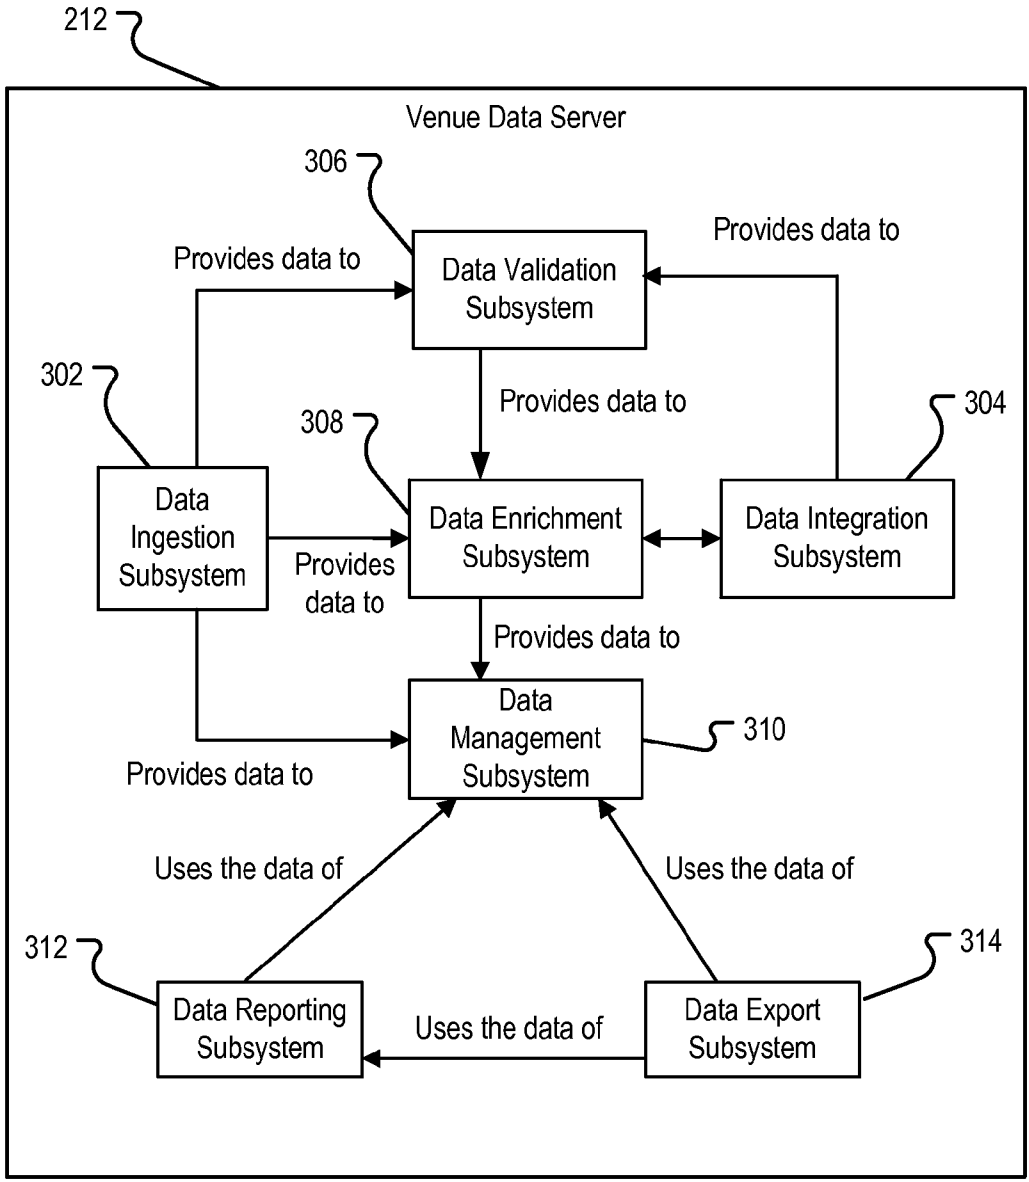 212
Venue Data Server
306
Provides data to
Provides data to
Data Validation
Subsystem
302
Provides data to
304
308
Data
Ingestion
Subsystem
Data Enrichment
Subsystem
Data Integration
Subsystem
Provides
data to
Provides data to
Data
Management
Subsystem
310
Provides data to
Uses the data of
Uses the data of
312
314
Data Reporting
Subsystem
Uses the data of
Data Export
Subsystem